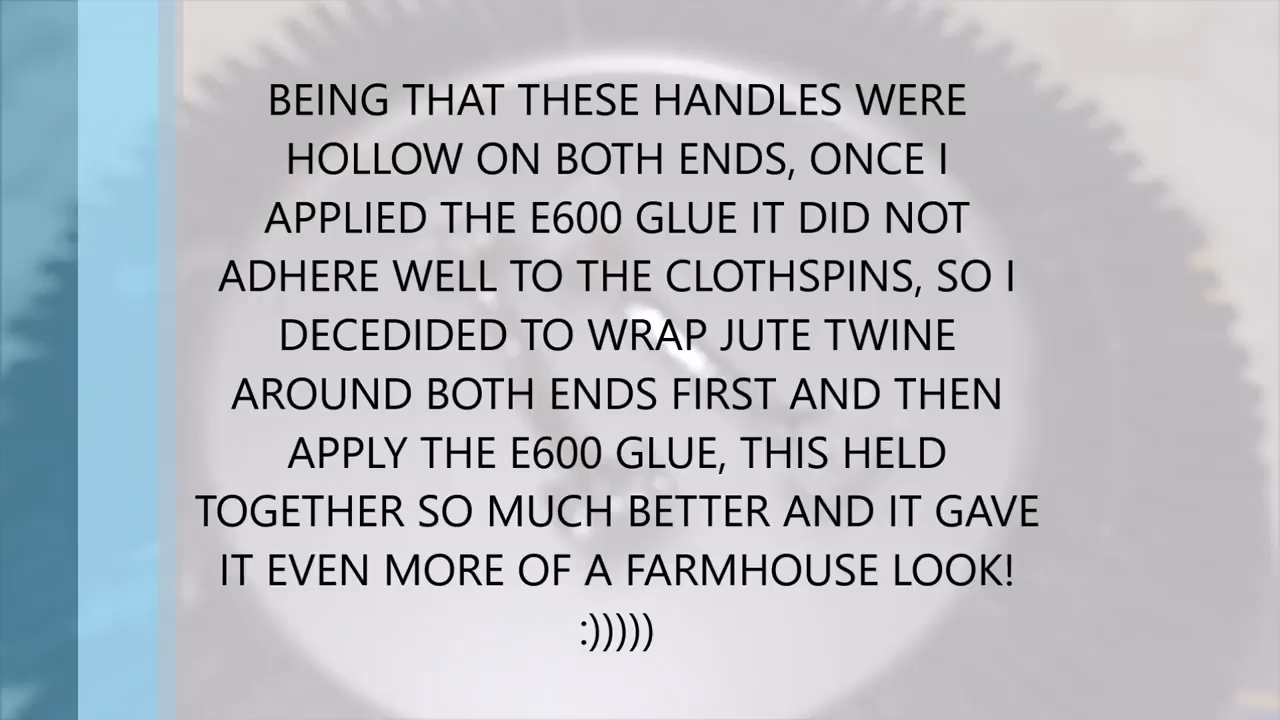 BEING THAT THESE HANDLES WERE
HOLLOW ON BOTH ENDS, ONCE I
APPLIED THE E600 GLUE IT DID NOT
ADHERE WELL TO THE CLOTHSPINS, SO I
DECEDIDED TO WRAP JUTE TWINE
AROUND BOTH ENDS FIRST AND THEN
APPLY THE E600 GLUE, THIS HELD
TOGETHER SO MUCH BETTER AND IT GAVE
IT EVEN MORE OF A FARMHOUSE LOOK!
:)))))